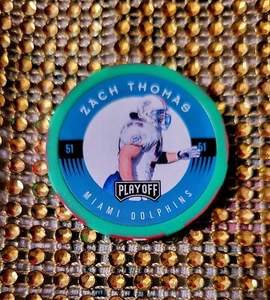 ZACH THOMAS
51
51
PLAYOFF
MIAMI DOLPHINS